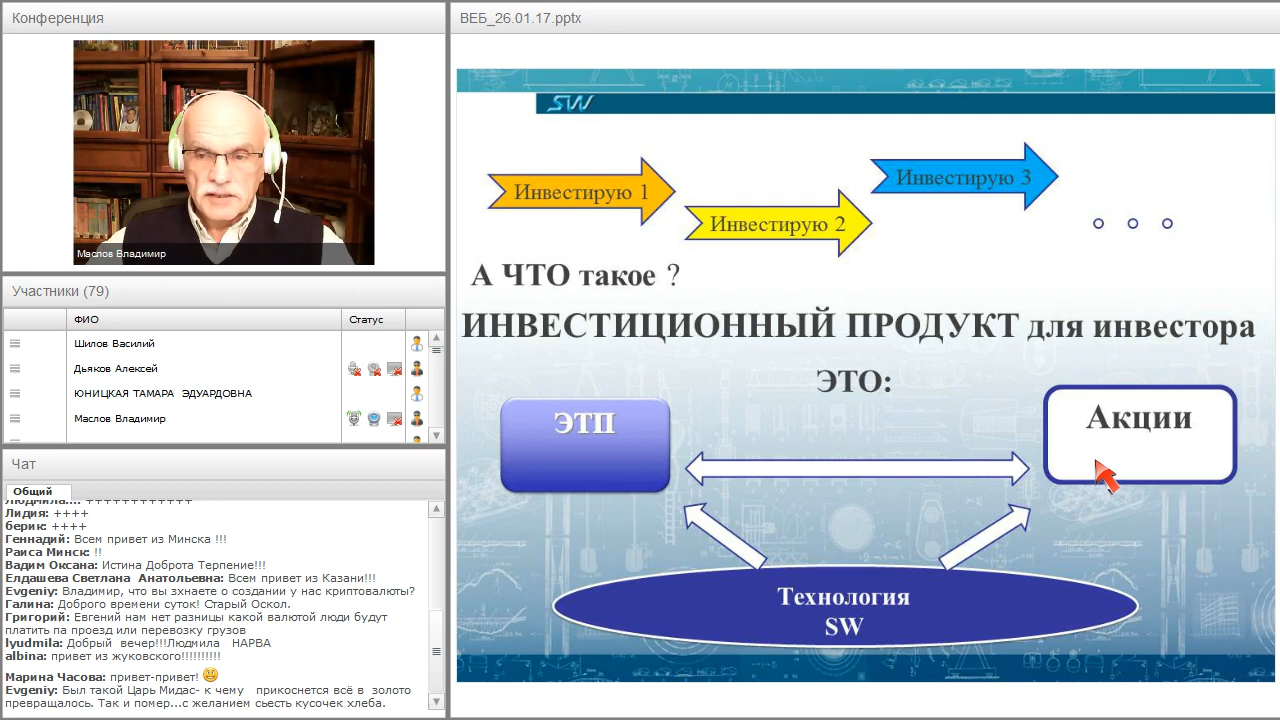 Конференция
Маслов Владимир
Участники (79)
ФИО
Статус
Шилов Василий
Дьяков Алексей
ЮНИЦКАЯ ТАМАРА ЭДУАРДОВНА
Маслов Владимир
Чат
Общий
Людмила...: ++++++++++++
Лидия: ++++
берик: ++++
Геннадий: Всем привет из Минска !!!
Раиса Минск: !!
Вадим Оксана: Истина Доброта Терпение!!!
Елдашева Светлана Анатольевна: Всем привет из Казани!!!
Evgeniy: Владимир, что вы зхнаете о создании у нас криптовалюты?
Галина: Доброго времени суток! Старый Оскол.
Григорий: Евгений нам нет разницы какой валютой люди будут
платить па проезд или перевозку грузов
lyudmila: Добрый вечер!!!Людмила НАРВА
albina: привет из жуковского!!!!!!!!!!
Марина Часова: привет-привет!
Evgeniy: Был такой Царь Мидас- к чему прикоснется всё в золото
превращалось. Так и помер...с желанием сьесть кусочек хлеба.
ВЕБ_26.01.17.pptx
SW
Инвестирую 1
Инвестирую 2
Инвестирую 3
А ЧТО такое ?
ИНВЕСТИЦИОННЫЙ ПРОДУКТ для инвестора
ЭТО:
ЭТП
Акции
Технология
SW